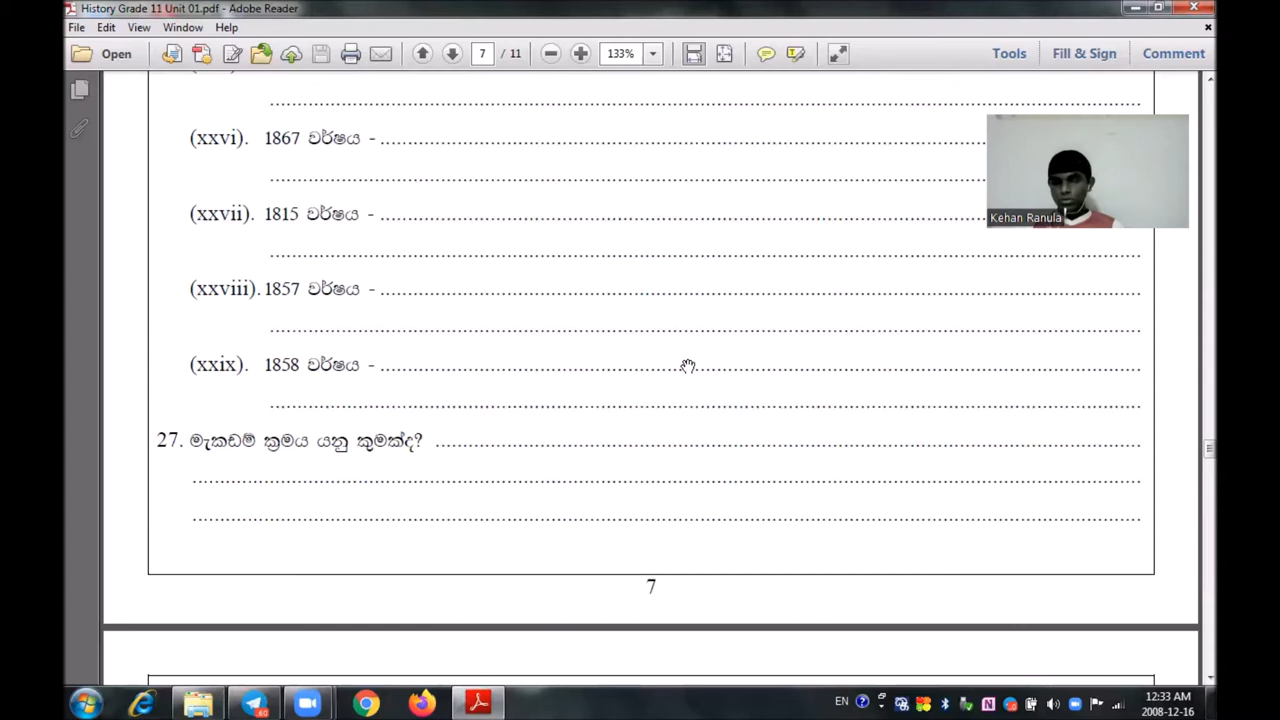 History Grade 11 Unit 01.pdf - Adobe Reader
File Edit View Window Help
Open 7 / 11 133% Tools Fill & Sign Comment
(xxvi). 1867 වර්ෂය - ........................................
(xxvii). 1815 වර්ෂය - ........................................
Kehan Ranula
(xxviii). 1857 වර්ෂය - ........................................
(xxix). 1858 වර්ෂය - ........................................
27. මැකඩම් ක්‍රමය යනු කුමක්ද? ........................................
7
EN 12:33 AM
2008-12-16